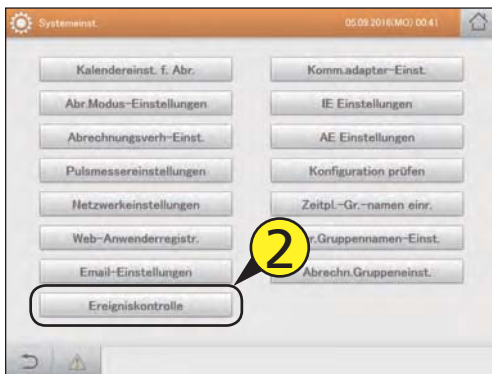 Systemeinst.
05.09.2016(MO) 00:41
Kalendereinst. f. Abr.
Komm.adapter-Einst.
Abr.Modus-Einstellungen
IE Einstellungen
Abrechnungsverh-Einst.
AE Einstellungen
Pulsmessereinstellungen
Konfiguration prüfen
Netzwerkeinstellungen
Zeitpl.-Gr.-namen einr.
Web-Anwenderregistr.
r.Gruppennamen-Einst.
Email-Einstellungen
Abrechn.Gruppeneinst.
Ereigniskontrolle
2